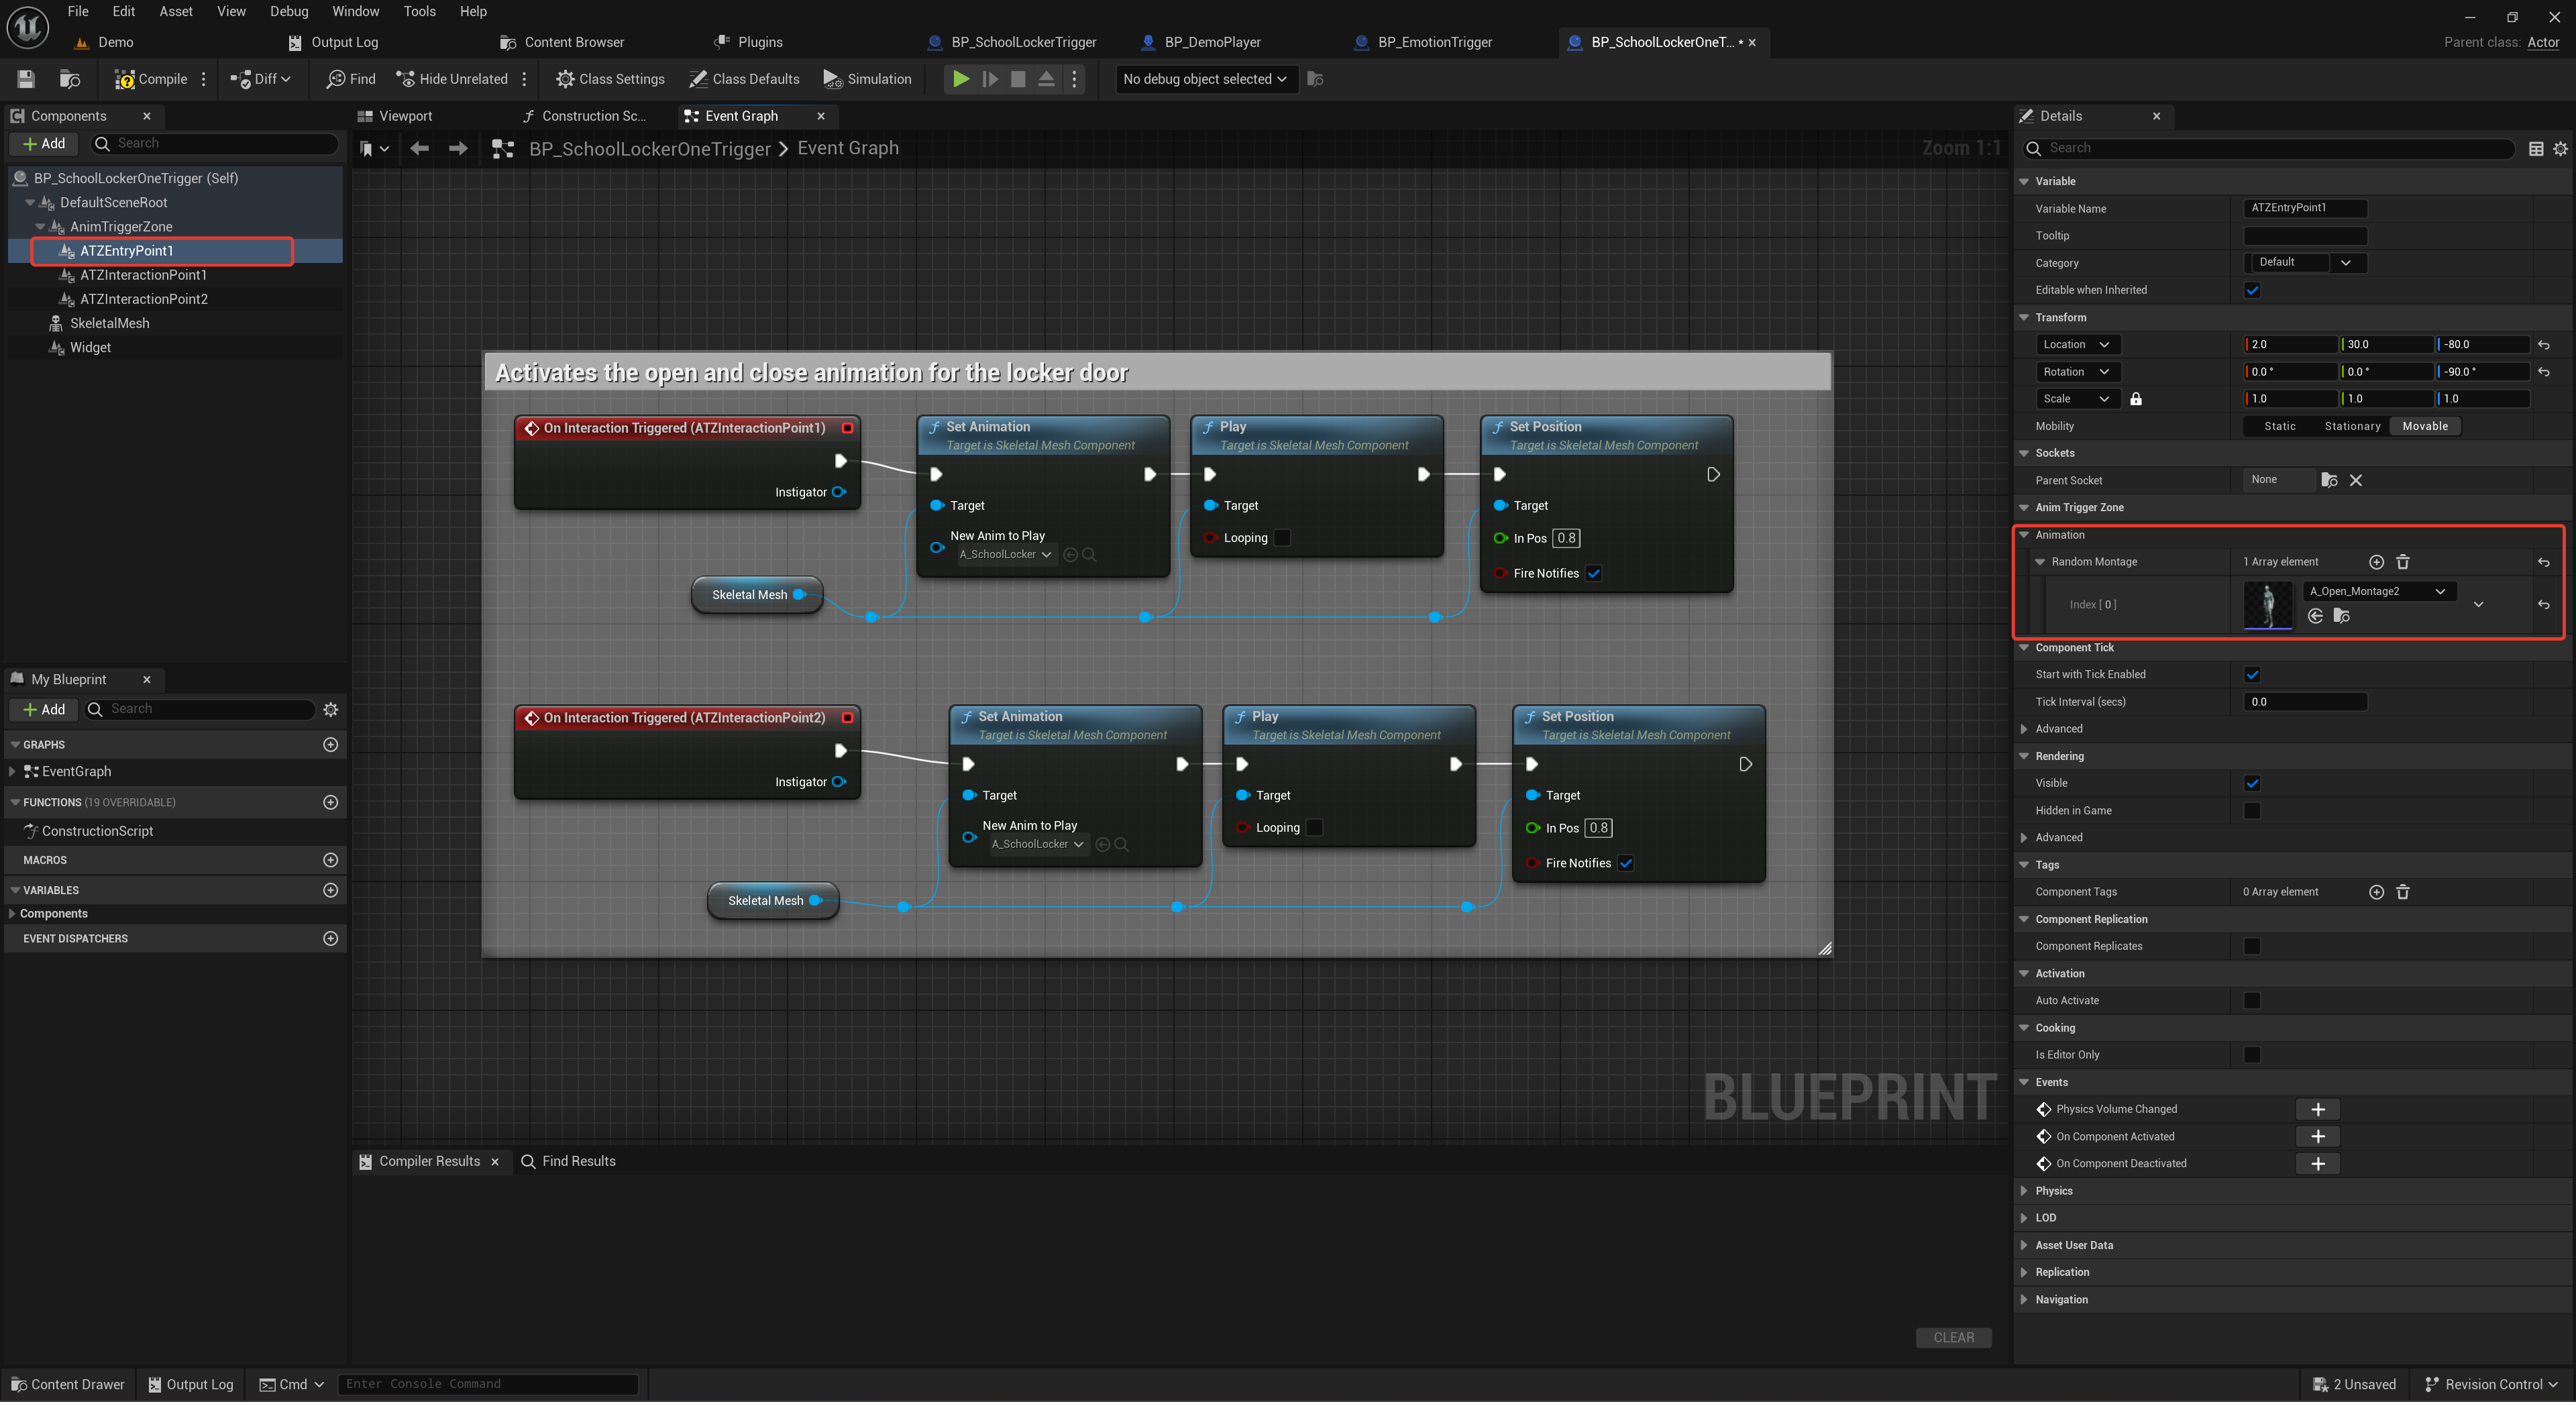 File Edit Asset View Debug Window Tools Help
Demo Output Log Content Browser Plugins BP_SchoolLockerTrigger BP_DemoPlayer BP_EmotionTrigger BP_SchoolLockerOneT... •
Parent class: Actor
Compile Diff Find Hide Unrelated Class Settings Class Defaults Simulation No debug object selected
Components
Add Search
BP_SchoolLockerOneTrigger (Self)
DefaultSceneRoot
AnimTriggerZone
ATZEntryPoint1
ATZInteractionPoint1
ATZInteractionPoint2
SkeletalMesh
Widget
My Blueprint
Add Search
GRAPHS
EventGraph
FUNCTIONS (19 OVERRIDABLE)
ConstructionScript
MACROS
VARIABLES
Components
EVENT DISPATCHERS
Viewport Construction Sc... Event Graph
BP_SchoolLockerOneTrigger > Event Graph
Zoom 1:1
Activates the open and close animation for the locker door
On Interaction Triggered (ATZInteractionPoint1)
Instigator
Set Animation
Target is Skeletal Mesh Component
Target
New Anim to Play
A_SchoolLocker
Play
Target is Skeletal Mesh Component
Target
Looping
Set Position
Target is Skeletal Mesh Component
Target
In Pos 0.8
Fire Notifies
Skeletal Mesh
On Interaction Triggered (ATZInteractionPoint2)
Instigator
Set Animation
Target is Skeletal Mesh Component
Target
New Anim to Play
A_SchoolLocker
Play
Target is Skeletal Mesh Component
Target
Looping
Set Position
Target is Skeletal Mesh Component
Target
In Pos 0.8
Fire Notifies
Skeletal Mesh
BLUEPRINT
Compiler Results Find Results
CLEAR
Details
Search
Variable
Variable Name ATZEntryPoint1
Tooltip
Category Default
Editable when Inherited
Transform
Location 2.0 30.0 -80.0
Rotation 0.0 ° 0.0 ° -90.0 °
Scale 1.0 1.0 1.0
Mobility Static Stationary Movable
Sockets
Parent Socket None
Anim Trigger Zone
Animation
Random Montage 1 Array element
Index [ 0 ] A_Open_Montage2
Component Tick
Start with Tick Enabled
Tick Interval (secs) 0.0
Advanced
Rendering
Visible
Hidden in Game
Advanced
Tags
Component Tags 0 Array element
Component Replication
Component Replicates
Activation
Auto Activate
Cooking
Is Editor Only
Events
Physics Volume Changed
On Component Activated
On Component Deactivated
Physics
LOD
Asset User Data
Replication
Navigation
Content Drawer Output Log Cmd Enter Console Command 2 Unsaved Revision Control